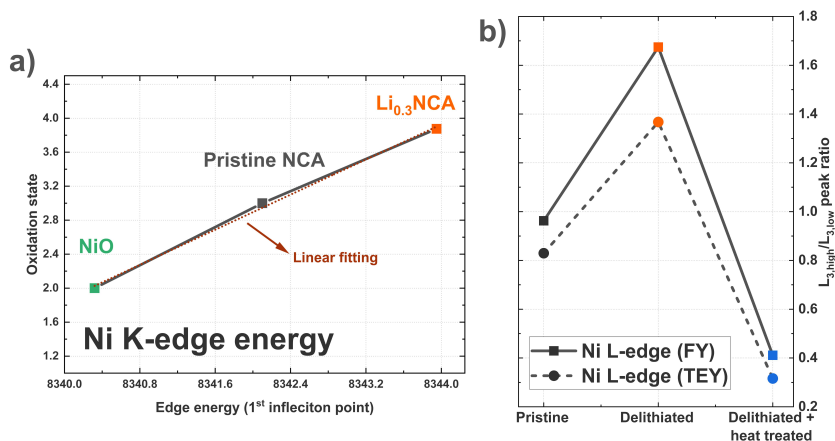 a)
Oxidation state
4.4
4.0
3.6
3.2
2.8
2.4
2.0
1.6
1.2
Li0.3NCA
Pristine NCA
NiO
Linear fitting
Ni K-edge energy
8340.0 8340.8 8341.6 8342.4 8343.2 8344.0
Edge energy (1st infleciton point)
b)
1.8
1.6
1.4
1.2
1.0
0.8
0.6
0.4
0.2
L3,high/L3,low peak ratio
Ni L-edge (FY)
Ni L-edge (TEY)
Pristine
Delithiated
Delithiated +
heat treated